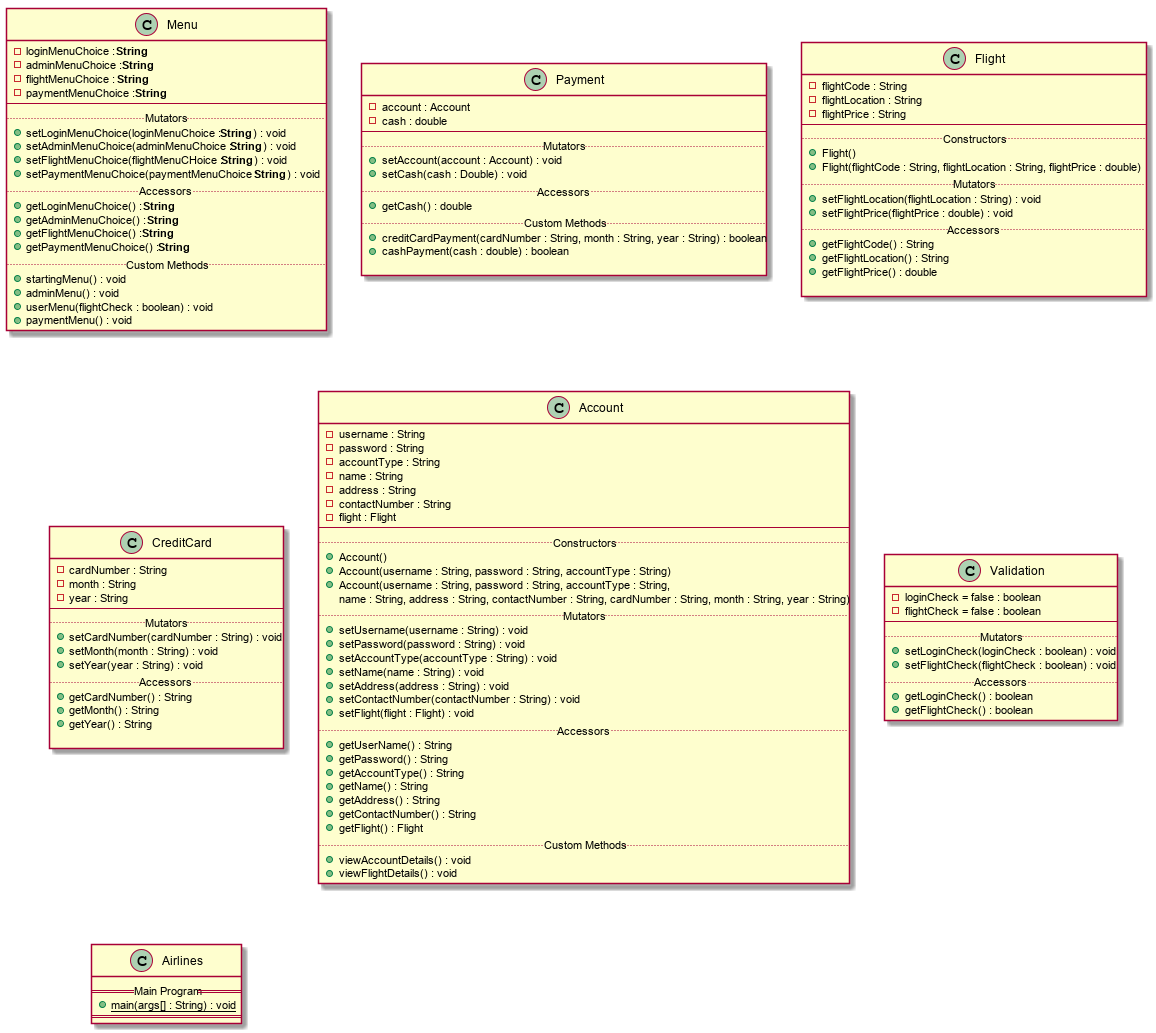 C Menu
loginMenuChoice :String
adminMenuChoice :String
flightMenuChoice : String
paymentMenuChoice :String
Mutators
setLoginMenuChoice(loginMenuChoice :String ) : void
setAdminMenuChoice(adminMenuChoice :String ) : void
setFlightMenuChoice(flightMenuCHoice :String ) : void
setPaymentMenuChoice(paymentMenuChoice :String ) : void
Accessors
getLoginMenuChoice() :String
getAdminMenuChoice() :String
getFlightMenuChoice() :String
getPaymentMenuChoice() :String
Custom Methods
startingMenu() : void
adminMenu() : void
userMenu(flightCheck : boolean) : void
paymentMenu() : void
C Payment
account : Account
cash : double
Mutators
setAccount(account : Account) : void
setCash(cash : Double) : void
Accessors
getCash() : double
Custom Methods
creditCardPayment(cardNumber : String, month : String, year : String) : boolean
cashPayment(cash : double) : boolean
C Flight
flightCode : String
flightLocation : String
flightPrice : String
Constructors
Flight()
Flight(flightCode : String, flightLocation : String, flightPrice : double)
Mutators
setFlightLocation(flightLocation : String) : void
setFlightPrice(flightPrice : double) : void
Accessors
getFlightCode() : String
getFlightLocation() : String
getFlightPrice() : double
C CreditCard
cardNumber : String
month : String
year : String
Mutators
setCardNumber(cardNumber : String) : void
setMonth(month : String) : void
setYear(year : String) : void
Accessors
getCardNumber() : String
getMonth() : String
getYear() : String
C Account
username : String
password : String
accountType : String
name : String
address : String
contactNumber : String
flight : Flight
Constructors
Account()
Account(username : String, password : String, accountType : String)
Account(username : String, password : String, accountType : String,
name : String, address : String, contactNumber : String, cardNumber : String, month : String, year : String)
Mutators
setUsername(username : String) : void
setPassword(password : String) : void
setAccountType(accountType : String) : void
setName(name : String) : void
setAddress(address : String) : void
setContactNumber(contactNumber : String) : void
setFlight(flight : Flight) : void
Accessors
getUserName() : String
getPassword() : String
getAccountType() : String
getName() : String
getAddress() : String
getContactNumber() : String
getFlight() : Flight
Custom Methods
viewAccountDetails() : void
viewFlightDetails() : void
C Validation
loginCheck = false : boolean
flightCheck = false : boolean
Mutators
setLoginCheck(loginCheck : boolean) : void
setFlightCheck(flightCheck : boolean) : void
Accessors
getLoginCheck() : boolean
getFlightCheck() : boolean
C Airlines
Main Program
main(args[] : String) : void